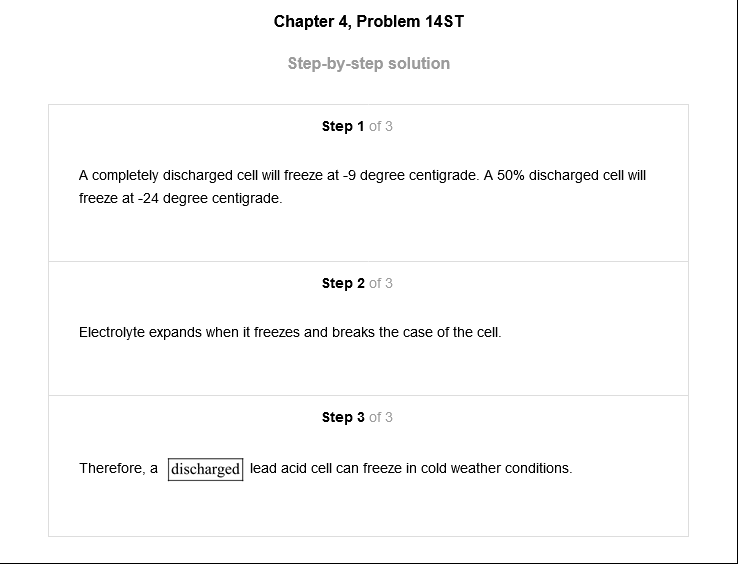 Chapter 4, Problem 14ST
Step-by-step solution
Step 1 of 3
A completely discharged cell will freeze at -9 degree centigrade. A 50% discharged cell will
freeze at -24 degree centigrade.
Step 2 of 3
Electrolyte expands when it freezes and breaks the case of the cell.
Step 3 of 3
Therefore, a discharged lead acid cell can freeze in cold weather conditions.